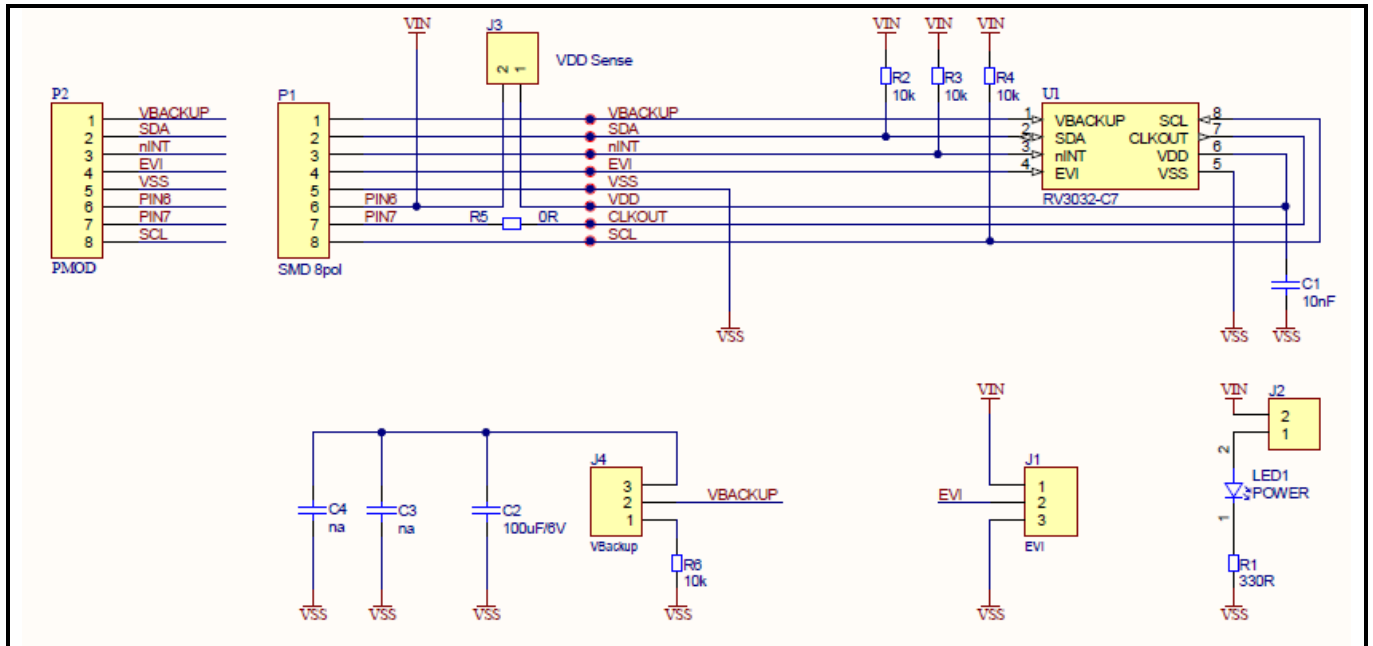 VIN
J3
2 1
VDD Sense
VIN VIN VIN
R2
10k
R3
10k
R4
10k
P2
1 VBACKUP
2 SDA
3 nINT
4 EVI
5 VSS
6 PIN6
7 PIN7
8 SCL
PMOD
P1
1
2
3
4
5
6 PIN6
7 PIN7
8
SMD 8pol
R5 0R
VBACKUP
SDA
nINT
EVI
VSS
VDD
CLKOUT
SCL
U1
1 VBACKUP SCL 8
2 SDA CLKOUT 7
3 nINT VDD 6
4 EVI VSS 5
RV3032-C7
C1
10nF
VSS
VSS
VSS
C4
na
C3
na
C2
100uF/6V
VSS
VSS
VSS
J4
3
2 VBACKUP
1
VBackup
R6
10k
VSS
VIN
J1
1
EVI 2
3
EVI
VSS
VIN
J2
2
1
2
LED1
POWER
1
R1
330R
VSS